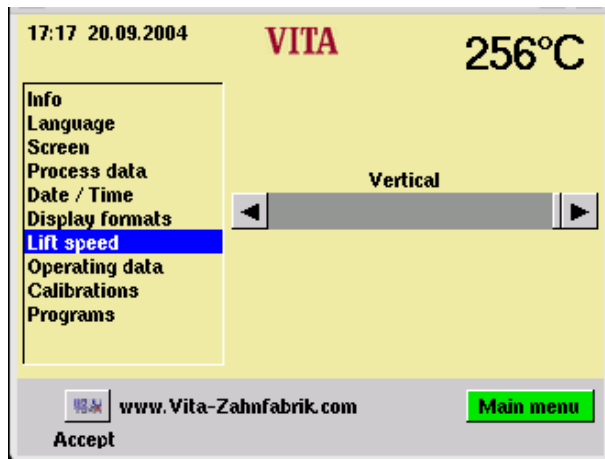 17:17 20.09.2004
VITA
256°C
Info
Language
Screen
Process data
Date / Time
Display formats
Lift speed
Operating data
Calibrations
Programs
Vertical
www.Vita-Zahnfabrik.com
Main menu
Accept